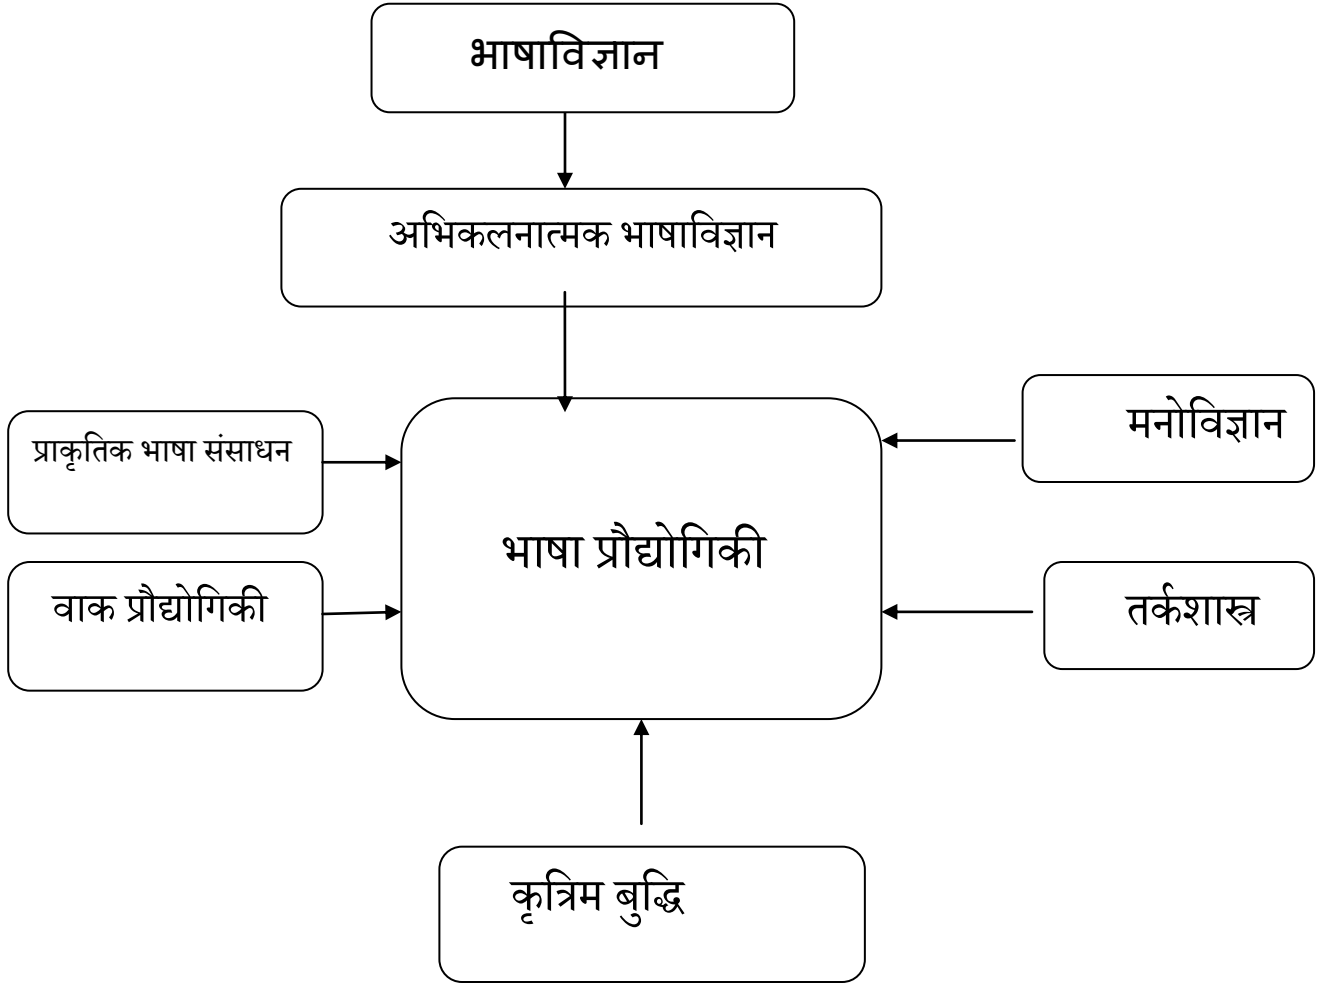 भाषाविज्ञान
अभिकलनात्मक भाषाविज्ञान
मनोविज्ञान
प्राकृतिक भाषा संसाधन
भाषा प्रौद्योगिकी
वाक प्रौद्योगिकी
तर्कशास्त्र
कृत्रिम बुद्धि